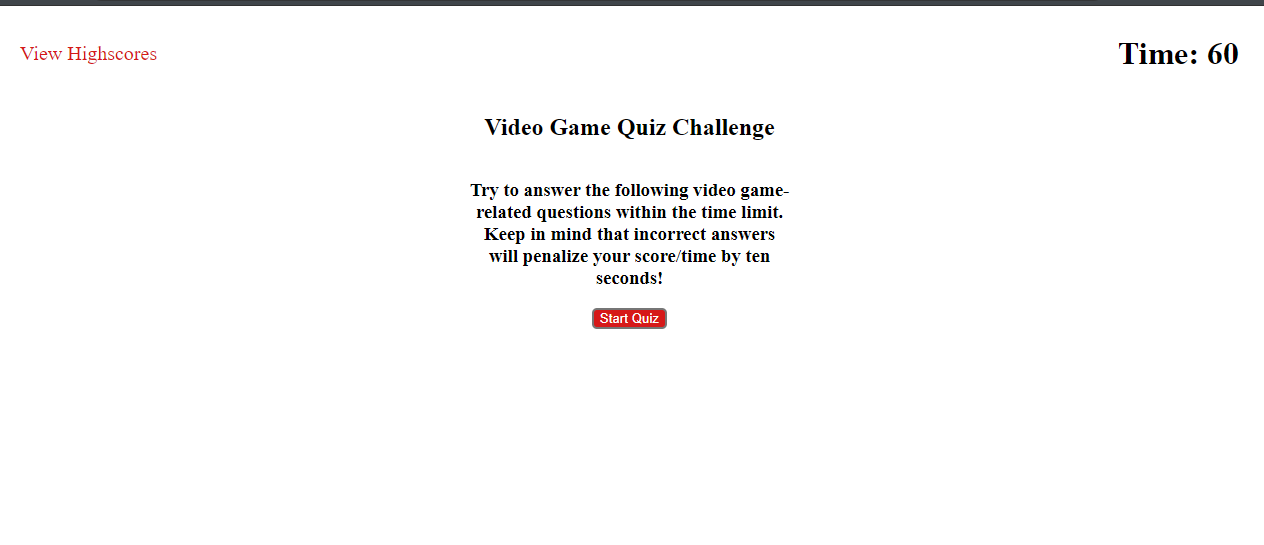 View Highscores
Time: 60
Video Game Quiz Challenge
Try to answer the following video game-
related questions within the time limit.
Keep in mind that incorrect answers
will penalize your score/time by ten
seconds!
Start Quiz